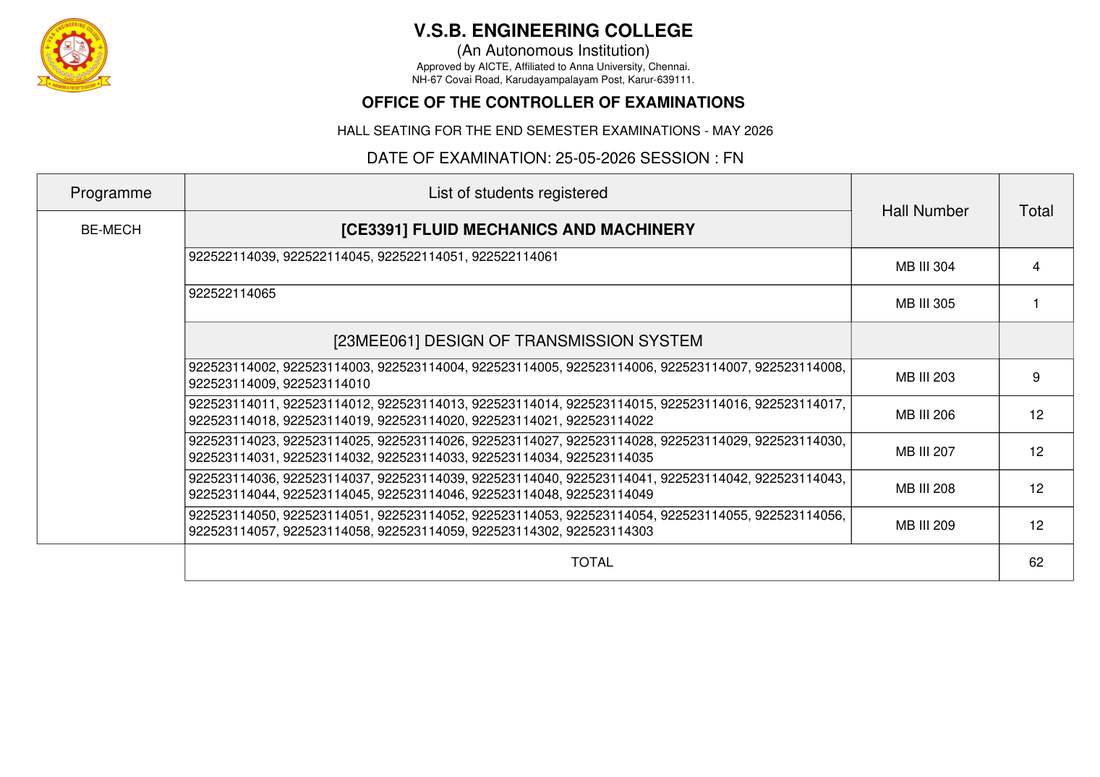 V.S.B. ENGINEERING COLLEGE
(An Autonomous Institution)
Approved by AICTE, Affiliated to Anna University, Chennai.
NH-67 Covai Road, Karudayampalayam Post, Karur-639111.
OFFICE OF THE CONTROLLER OF EXAMINATIONS
HALL SEATING FOR THE END SEMESTER EXAMINATIONS - MAY 2026
DATE OF EXAMINATION: 25-05-2026 SESSION : FN
Programme
List of students registered
Hall Number
Total
BE-MECH
[CE3391] FLUID MECHANICS AND MACHINERY
922522114039, 922522114045, 922522114051, 922522114061
MB III 304
4
922522114065
MB III 305
1
[23MEE061] DESIGN OF TRANSMISSION SYSTEM
922523114002, 922523114003, 922523114004, 922523114005, 922523114006, 922523114007, 922523114008,
922523114009, 922523114010
MB III 203
9
922523114011, 922523114012, 922523114013, 922523114014, 922523114015, 922523114016, 922523114017,
922523114018, 922523114019, 922523114020, 922523114021, 922523114022
MB III 206
12
922523114023, 922523114025, 922523114026, 922523114027, 922523114028, 922523114029, 922523114030,
922523114031, 922523114032, 922523114033, 922523114034, 922523114035
MB III 207
12
922523114036, 922523114037, 922523114039, 922523114040, 922523114041, 922523114042, 922523114043,
922523114044, 922523114045, 922523114046, 922523114048, 922523114049
MB III 208
12
922523114050, 922523114051, 922523114052, 922523114053, 922523114054, 922523114055, 922523114056,
922523114057, 922523114058, 922523114059, 922523114302, 922523114303
MB III 209
12
TOTAL
62